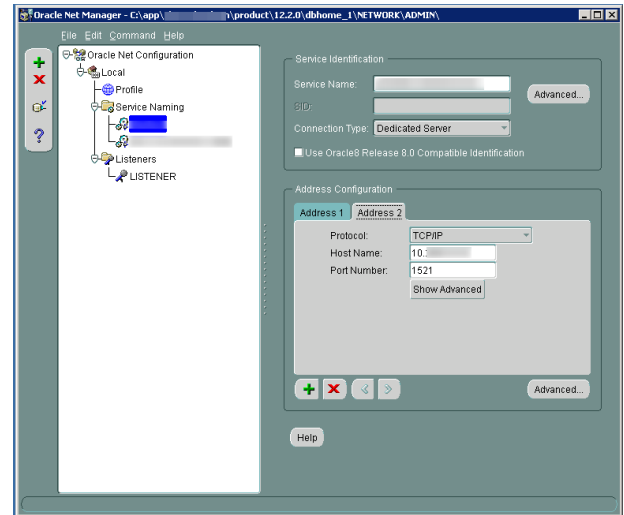 Oracle Net Manager - C:\app\ \product\12.2.0\dbhome_1\NETWORK\ADMIN\
File Edit Command Help
Oracle Net Configuration
Local
Profile
Service Naming
Listeners
LISTENER
Service Identification
Service Name:
Advanced...
SID:
Connection Type: Dedicated Server
Use Oracle8 Release 8.0 Compatible Identification
Address Configuration
Address 1 Address 2
Protocol: TCP/IP
Host Name: 10.
Port Number: 1521
Show Advanced
Advanced...
Help